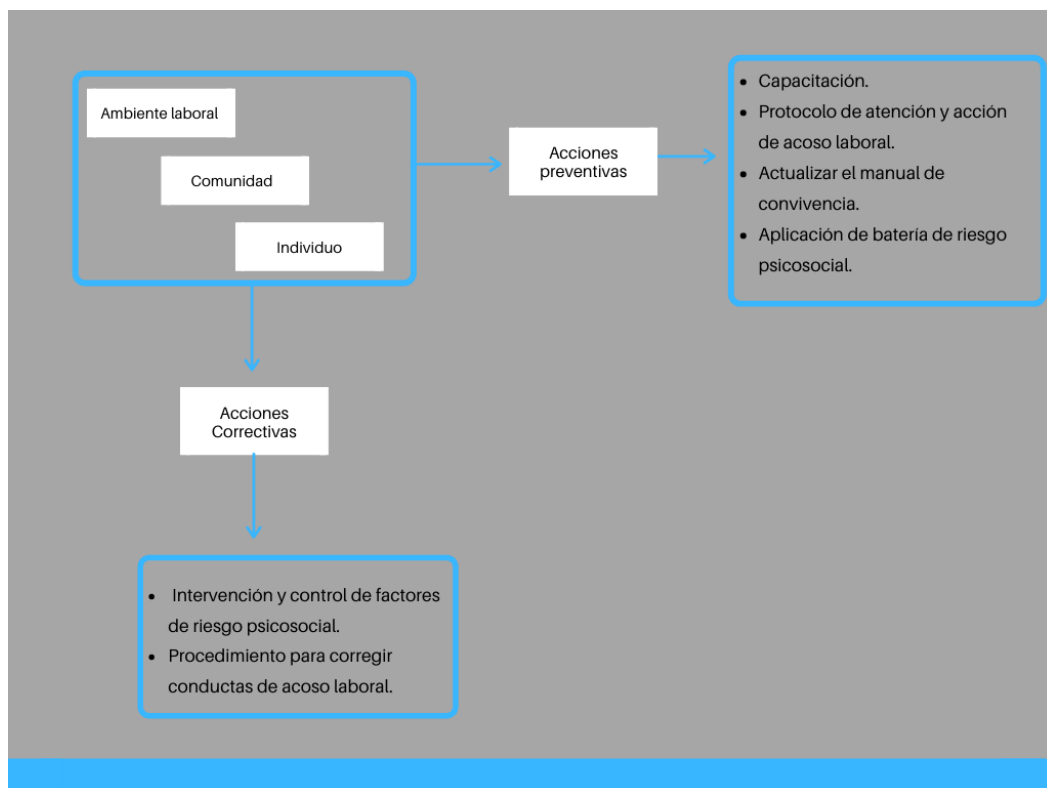 Ambiente laboral
Comunidad
Individuo
Acciones
preventivas
• Capacitación.
• Protocolo de atención y acción
de acoso laboral.
• Actualizar el manual de
convivencia.
• Aplicación de batería de riesgo
psicosocial.
Acciones
Correctivas
• Intervención y control de factores
de riesgo psicosocial.
• Procedimiento para corregir
conductas de acoso laboral.